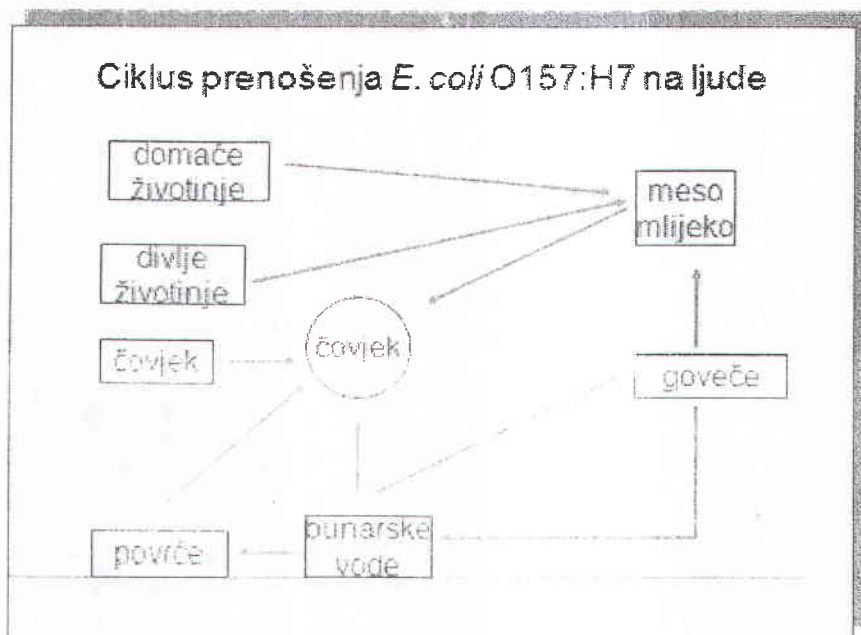 Ciklus prenošenja E. coli O157:H7 na ljude
domaće
životinje
meso
mlijeko
divlje
životinje
čovjek
čovjek
goveče
povrće
bunarske
vode